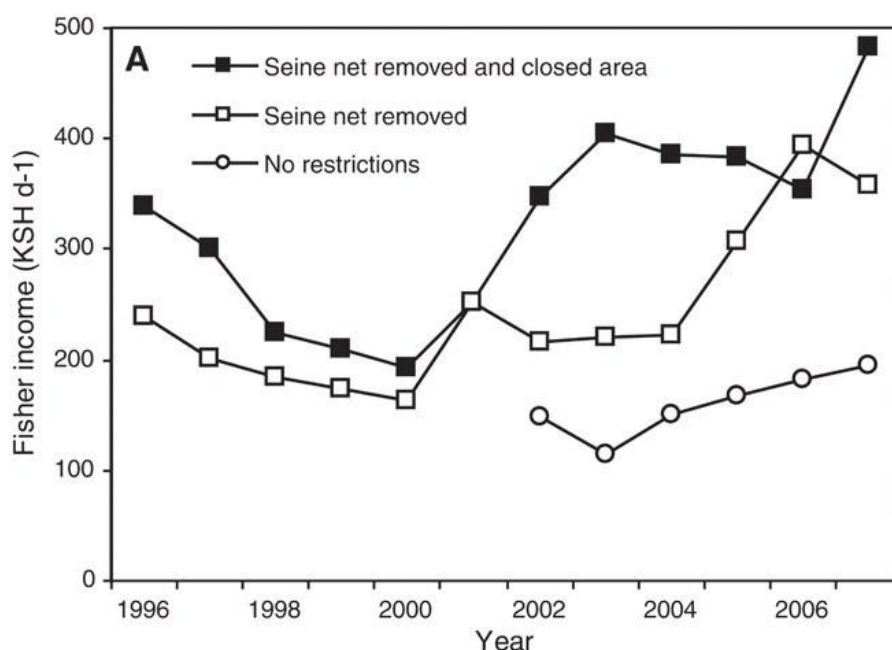 A
Seine net removed and closed area
Seine net removed
No restrictions
Fisher income (KSH d-1)
500
400
300
200
100
0
1996 1998 2000 2002 2004 2006
Year